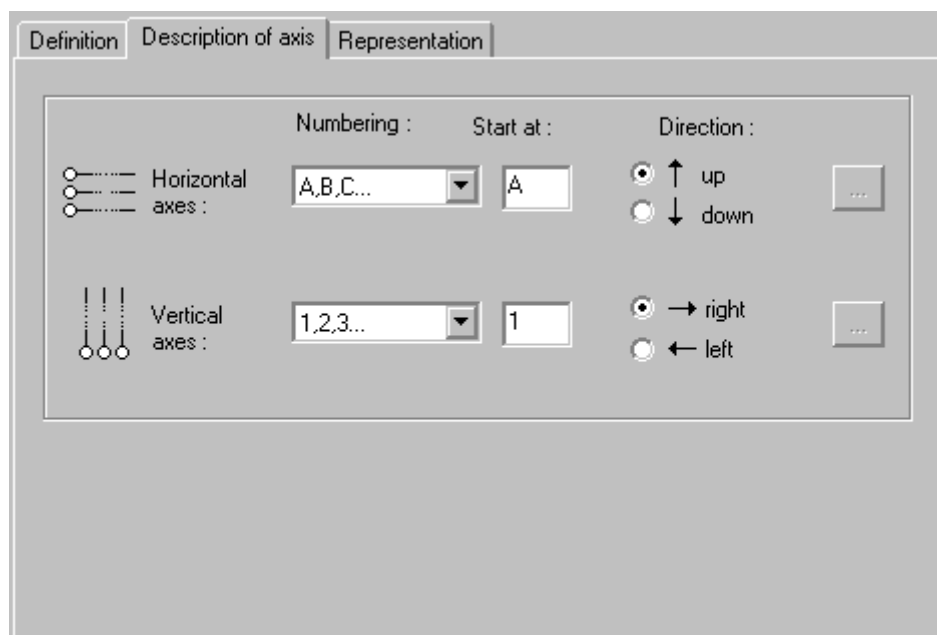 Definition Description of axis Representation
Numbering : Start at : Direction :
Horizontal axes : A,B,C... A up
down
...
Vertical axes : 1,2,3... 1 right
left
...